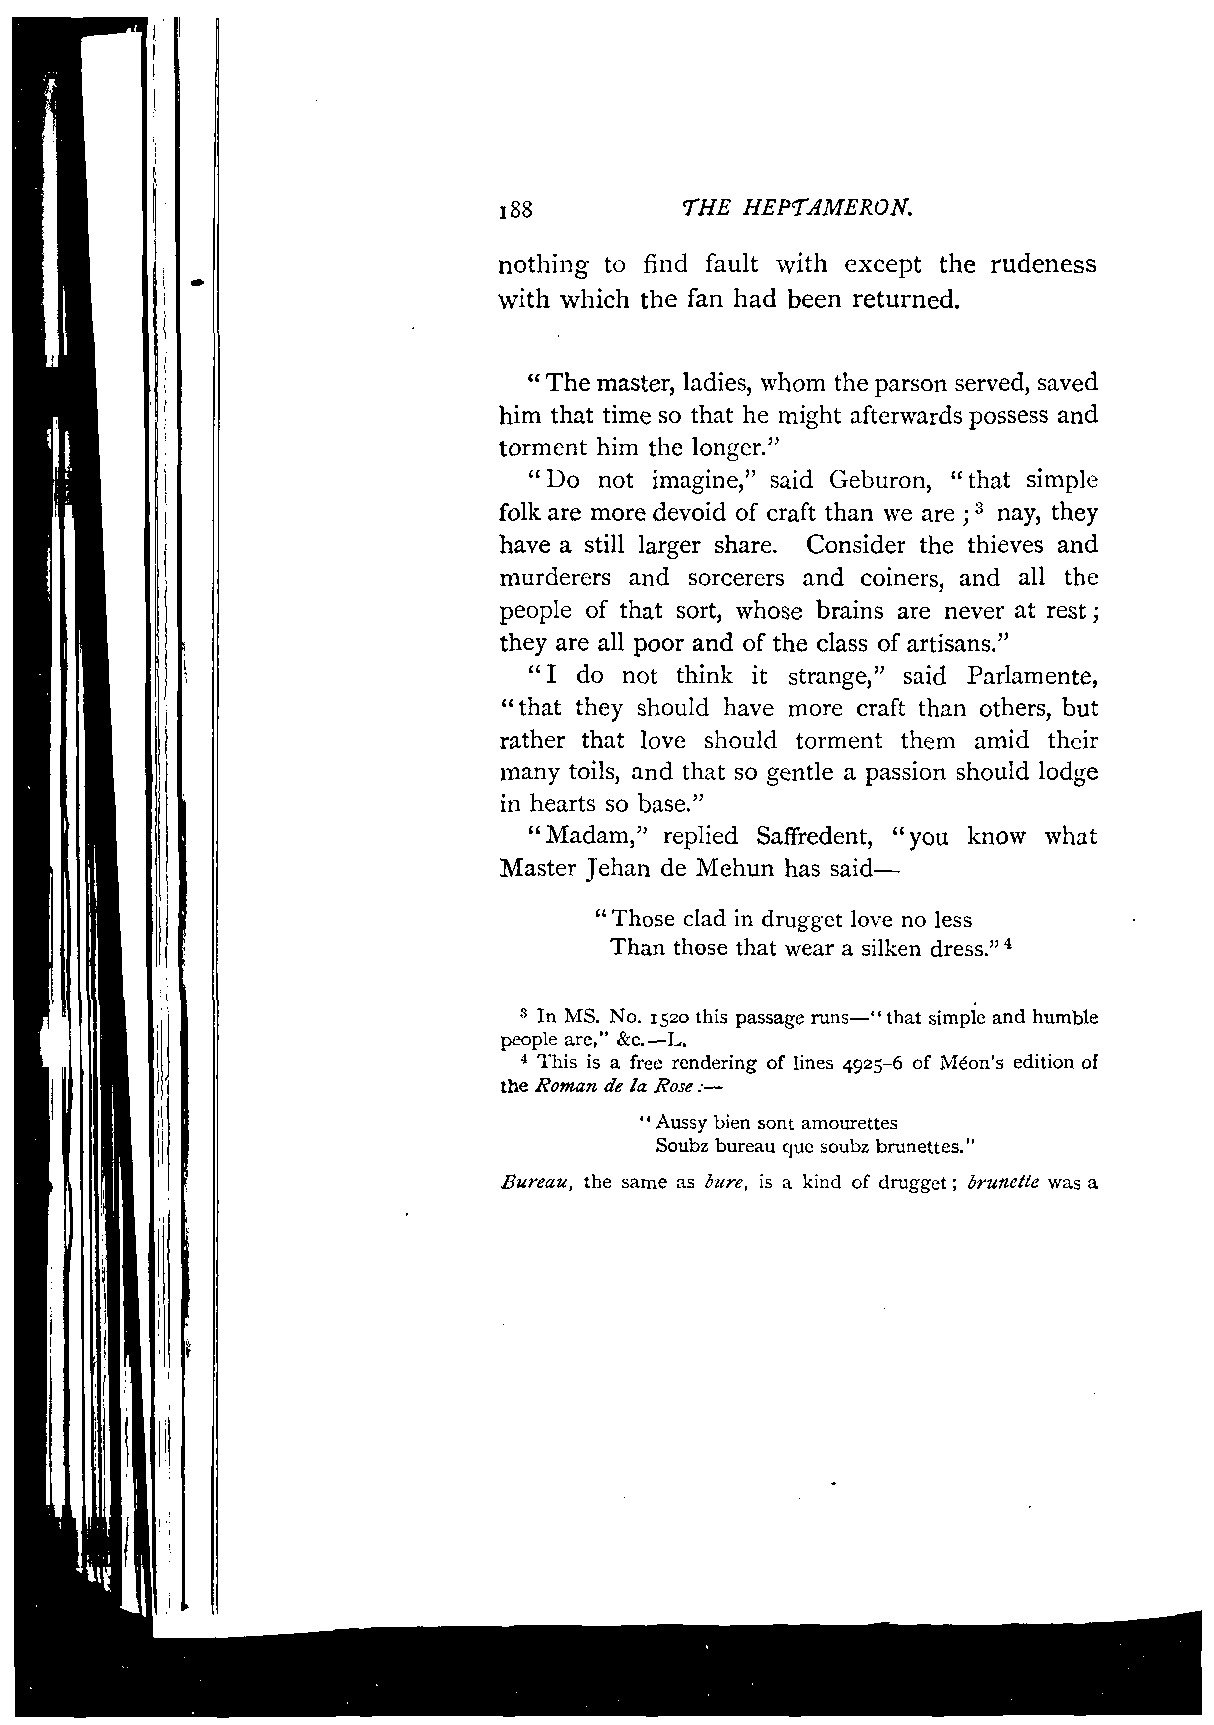 188 THE HEPTAMERON.
nothing to find fault with except the rudeness
with which the fan had been returned.
“The master, ladies, whom the parson served, saved
him that time so that he might afterwards possess and
torment him the longer.”
“Do not imagine,” said Geburon, “that simple
folk are more devoid of craft than we are ;³ nay, they
have a still larger share. Consider the thieves and
murderers and sorcerers and coiners, and all the
people of that sort, whose brains are never at rest ;
they are all poor and of the class of artisans.”
“I do not think it strange,” said Parlamente,
“that they should have more craft than others, but
rather that love should torment them amid their
many toils, and that so gentle a passion should lodge
in hearts so base.”
“Madam,” replied Saffredent, “you know what
Master Jehan de Mehun has said—
“Those clad in drugget love no less
Than those that wear a silken dress.”⁴
³ In MS. No. 1520 this passage runs—“that simple and humble
people are,” &c.—L.
⁴ This is a free rendering of lines 4925–6 of Méon's edition of
the Roman de la Rose :—
“Aussy bien sont amourettes
Soubz bureau que soubz brunettes.”
Bureau, the same as bure, is a kind of drugget ; brunette was a